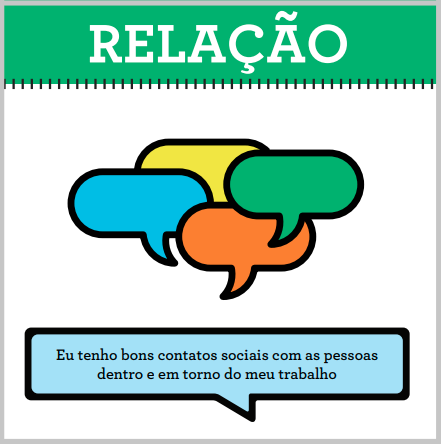 RELAÇÃO
Eu tenho bons contatos sociais com as pessoas
dentro e em torno do meu trabalho